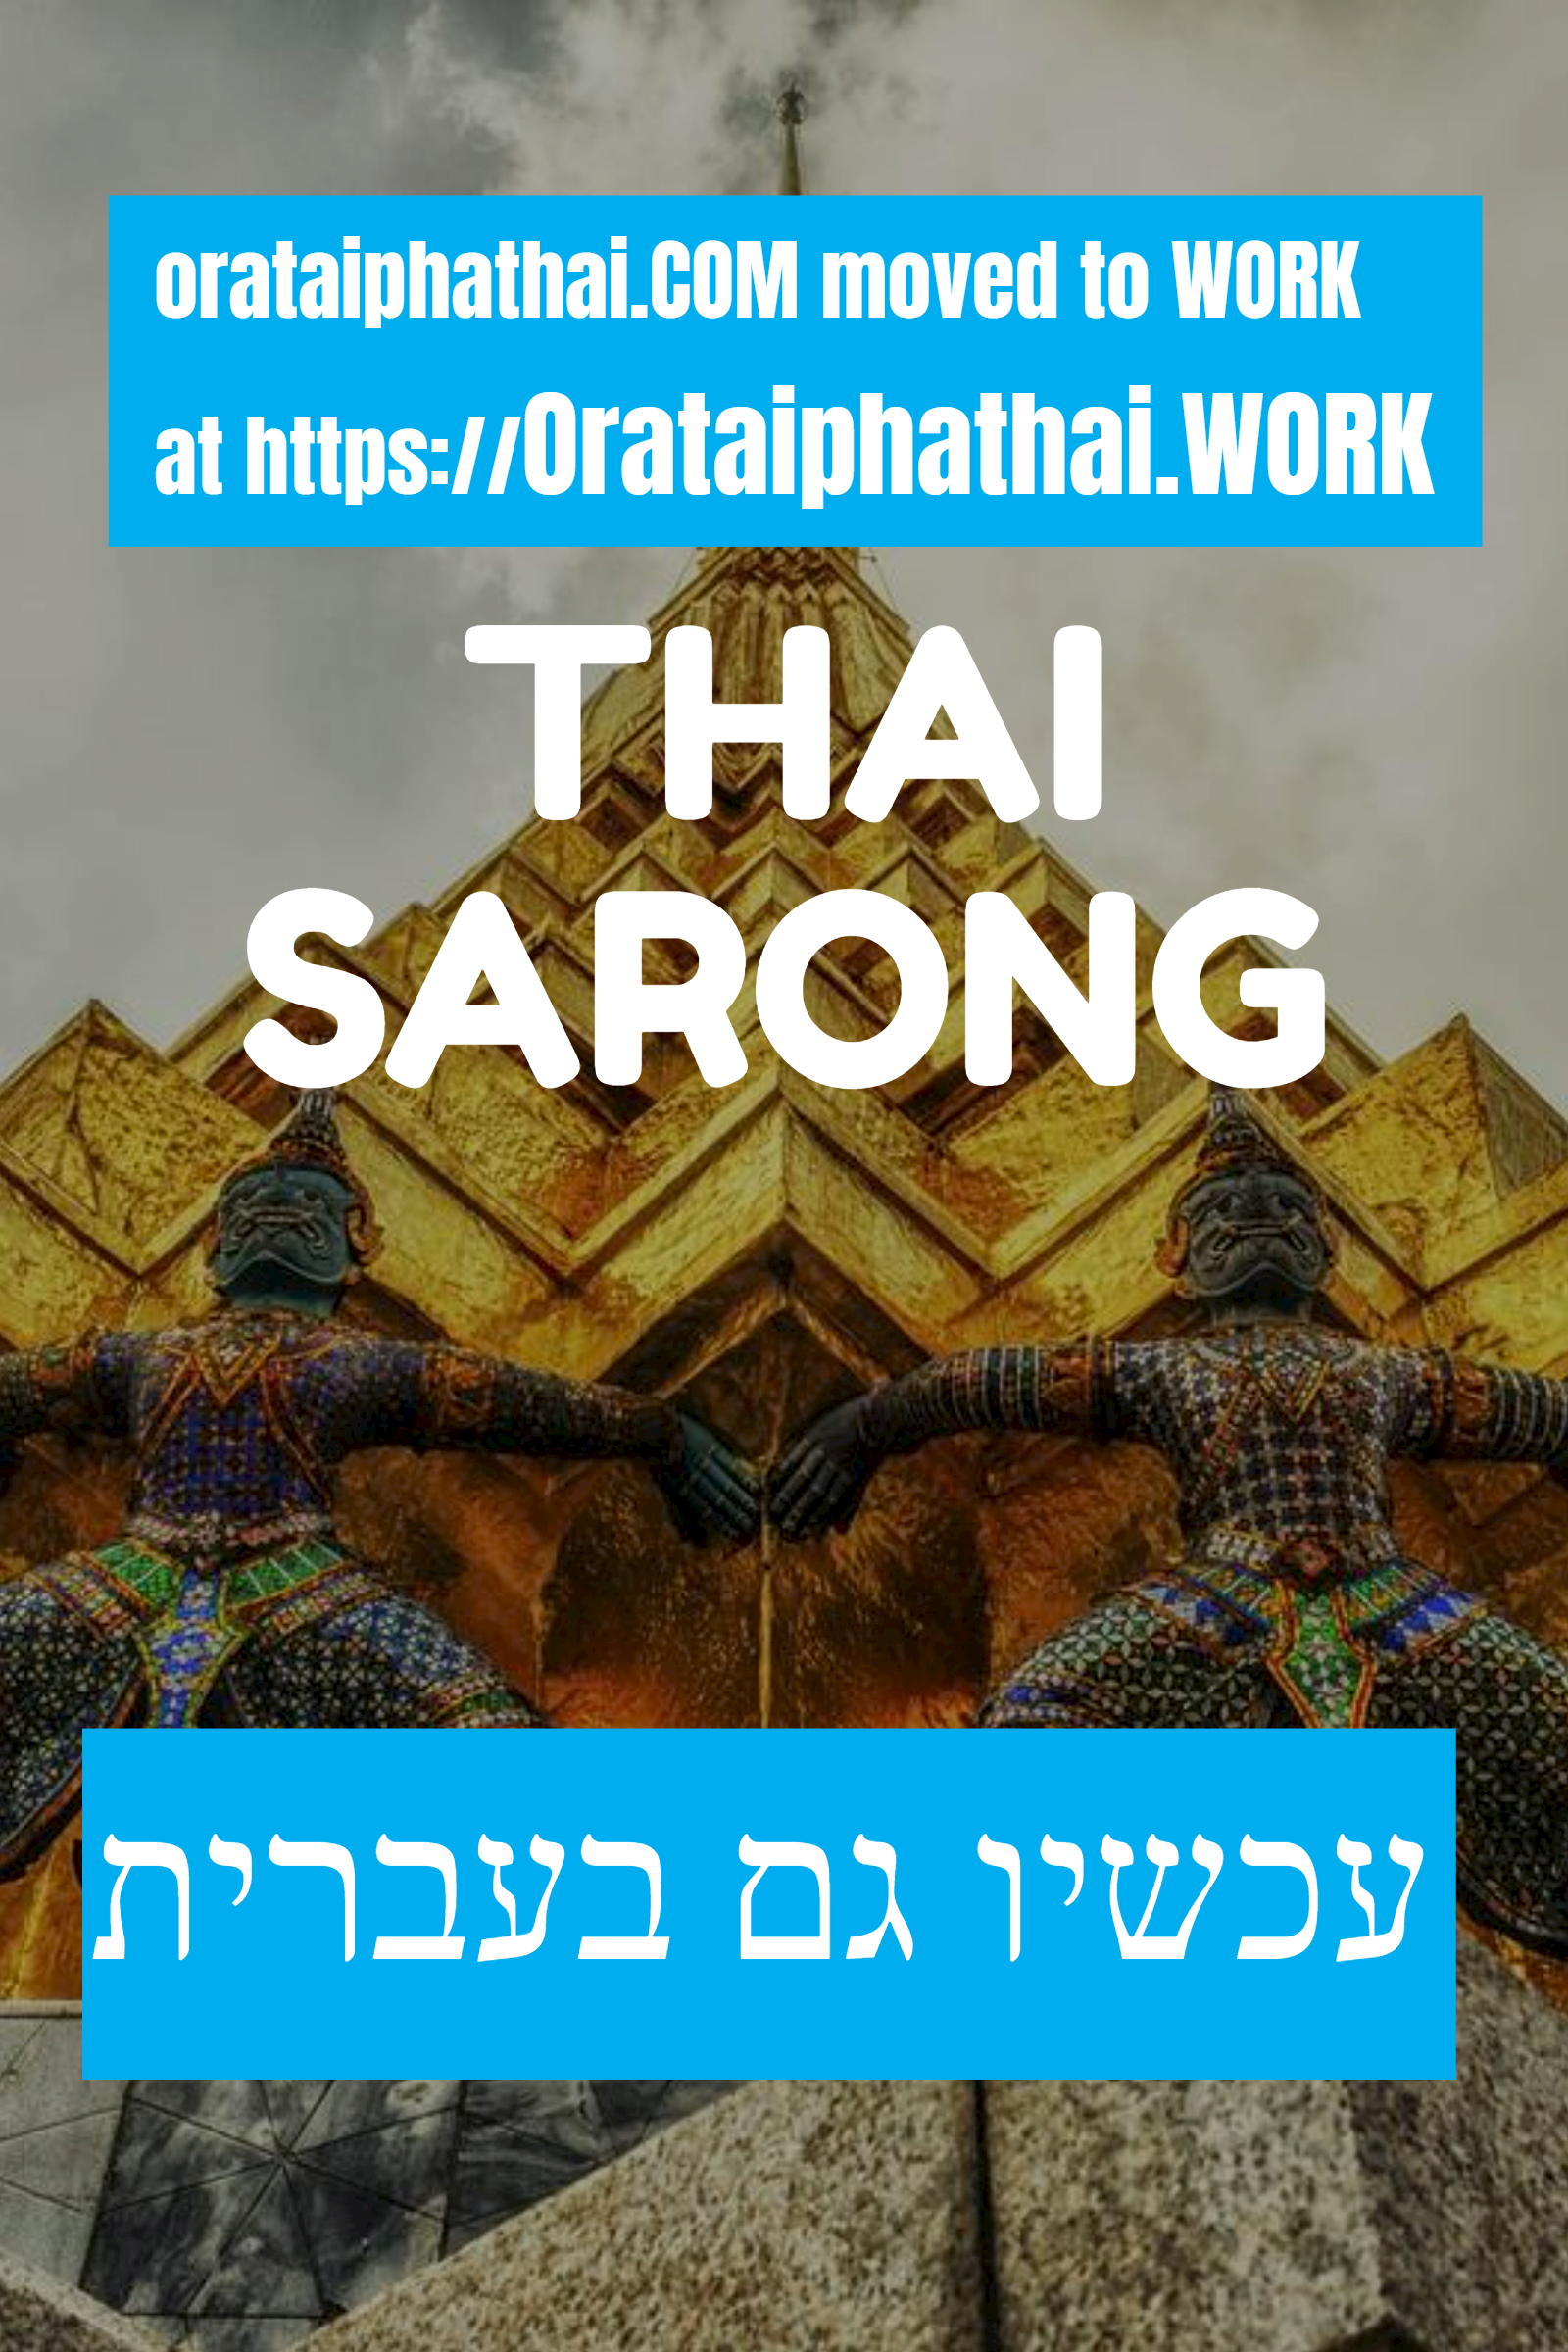 orataiphathai.COM moved to WORK
at https://Orataiphathai.WORK
THAI
SARONG
עכשיו גם בעברית